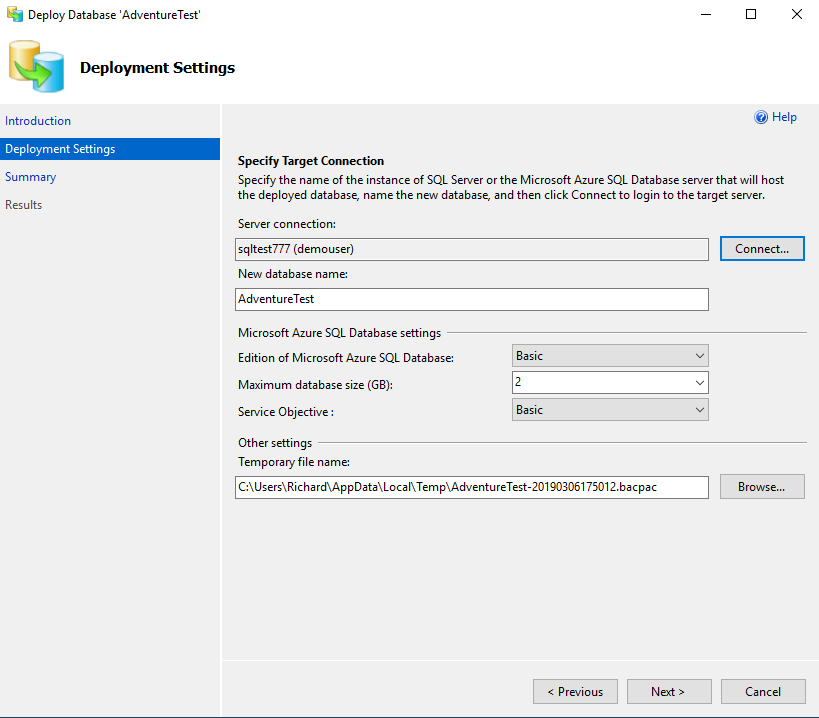 Deploy Database 'AdventureTest'
Deployment Settings
Introduction
Deployment Settings
Summary
Results
Help
Specify Target Connection
Specify the name of the instance of SQL Server or the Microsoft Azure SQL Database server that will host
the deployed database, name the new database, and then click Connect to login to the target server.
Server connection:
sqltest777 (demouser)
Connect...
New database name:
AdventureTest
Microsoft Azure SQL Database settings
Edition of Microsoft Azure SQL Database:
Basic
Maximum database size (GB):
2
Service Objective :
Basic
Other settings
Temporary file name:
C:\Users\Richard\AppData\Local\Temp\AdventureTest-20190306175012.bacpac
Browse...
< Previous
Next >
Cancel